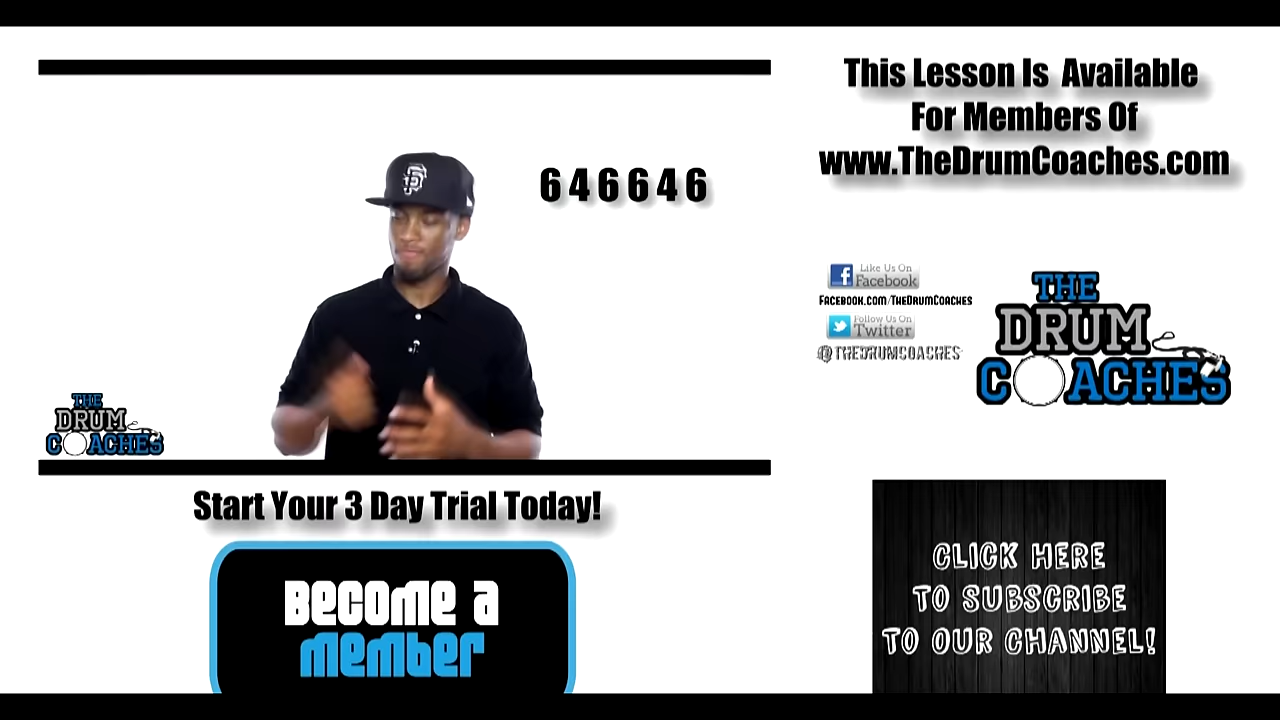 This Lesson Is Available
For Members Of
www.TheDrumCoaches.com
6 4 6 6 4 6
SF
Like Us On
Facebook
Facebook.com/TheDrumCoaches
Follow Us On
Twitter
@TheDrumCoaches
THE
DRUM
COACHES
THE
DRUM
COACHES
Start Your 3 Day Trial Today!
Become a
member
CLICK HERE
TO SUBSCRIBE
TO OUR CHANNEL!